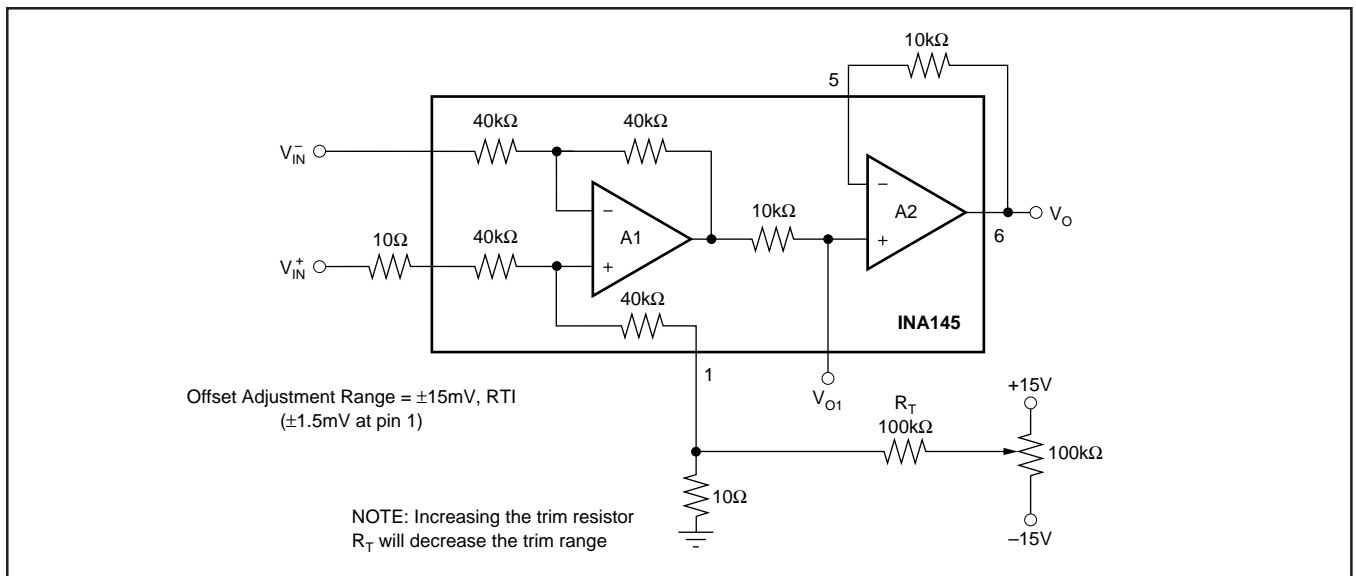 10kΩ
5
40kΩ
40kΩ
V⁻IN
A1
10kΩ
A2
VO
6
10Ω
40kΩ
V⁺IN
40kΩ
INA145
1
VO1
Offset Adjustment Range = ±15mV, RTI
(±1.5mV at pin 1)
+15V
RT
100kΩ
100kΩ
10Ω
–15V
NOTE: Increasing the trim resistor
RT will decrease the trim range